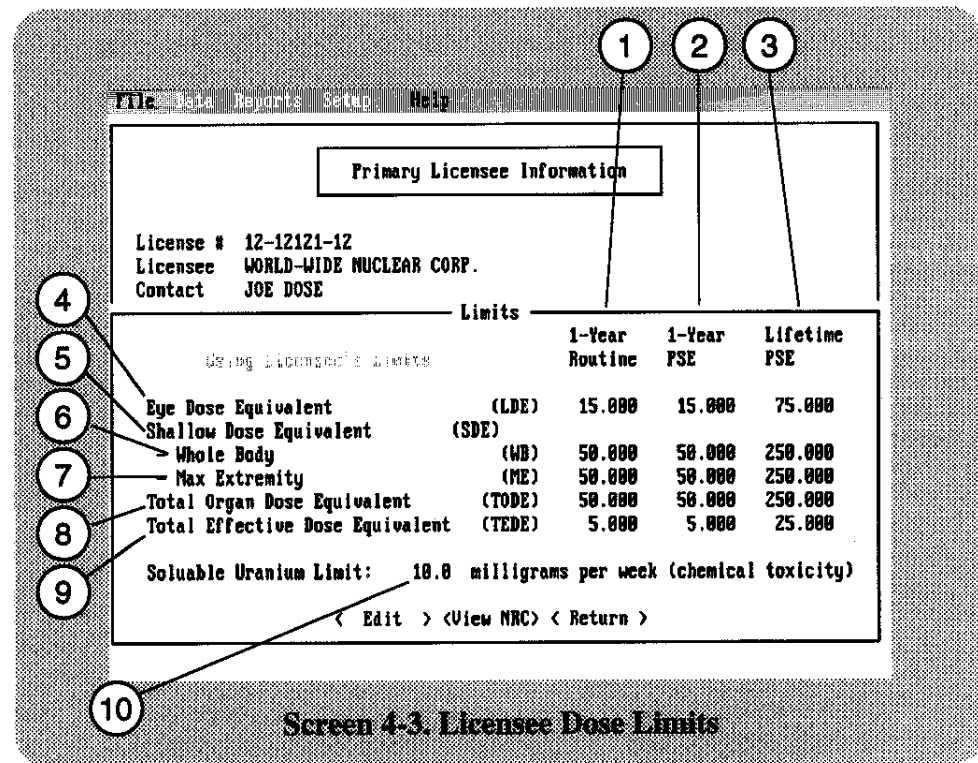 1 2 3
File Data Reports Setup Help
Primary Licensee Information
License # 12-12121-12
Licensee WORLD-WIDE NUCLEAR CORP.
Contact JOE DOSE
Limits
1-Year 1-Year Lifetime
Using Licensee's Limits Routine PSE PSE
4 Eye Dose Equivalent (LDE) 15.000 15.000 75.000
5 Shallow Dose Equivalent (SDE)
6 Whole Body (WB) 50.000 50.000 250.000
7 Max Extremity (ME) 50.000 50.000 250.000
8 Total Organ Dose Equivalent (TODE) 50.000 50.000 250.000
9 Total Effective Dose Equivalent (TEDE) 5.000 5.000 25.000
Soluable Uranium Limit: 10.0 milligrams per week (chemical toxicity)
< Edit > <View NRC> < Return >
10
Screen 4-3. Licensee Dose Limits